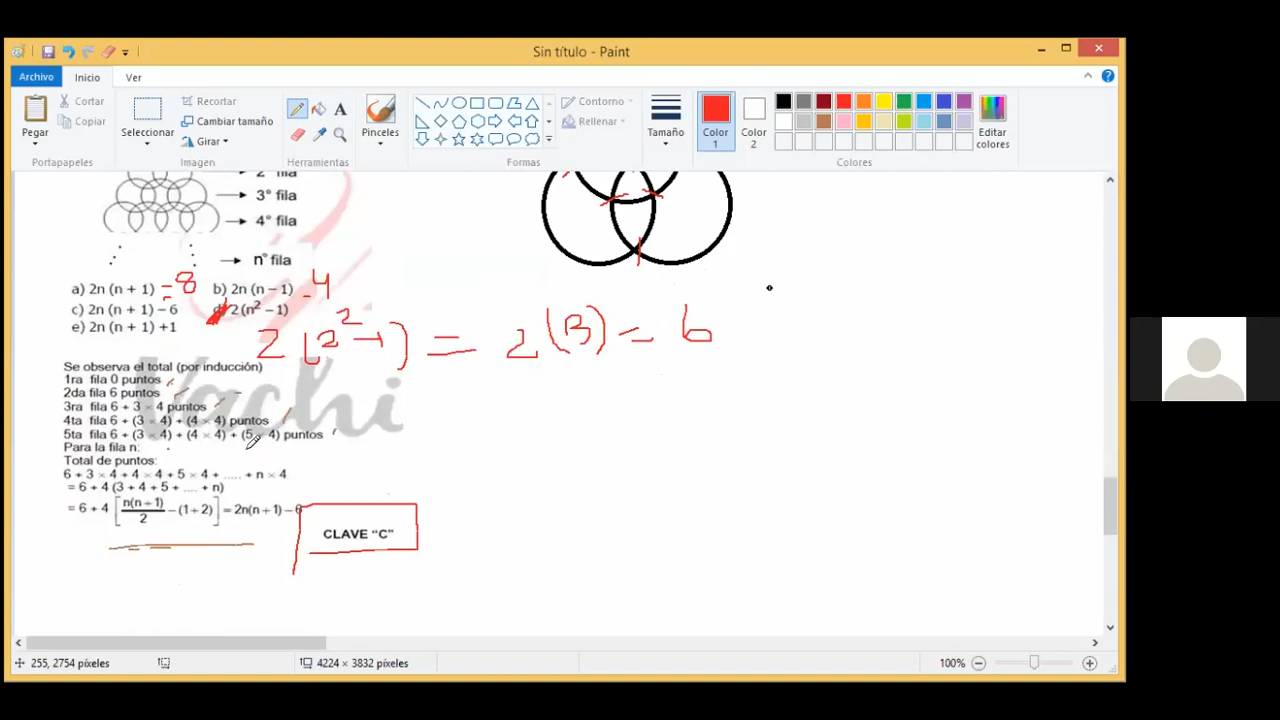 Sin título - Paint
Archivo Inicio Ver
Pegar
Cortar
Copiar
Portapapeles
Seleccionar
Recortar
Cambiar tamaño
Girar
Imagen
A
Herramientas
Pinceles
Contorno
Rellenar
Formas
Tamaño
Color 1
Color 2
Editar colores
Colores
2° fila
3° fila
4° fila
n° fila
a) 2n (n + 1) = 8 b) 2n (n – 1) - 4
c) 2n (n + 1) – 6 d) 2 (n² – 1)
e) 2n (n + 1) +1
2 (2² - 1) = 2 (3) = 6
Se observa el total (por inducción)
1ra fila 0 puntos
2da fila 6 puntos
3ra fila 6 + 3 × 4 puntos
4ta fila 6 + (3 × 4) + (4 × 4) puntos
5ta fila 6 + (3 × 4) + (4 × 4) + (5 4) puntos
Para la fila n:
Total de puntos:
6 + 3 × 4 + 4 × 4 + 5 × 4 + ..... + n × 4
= 6 + 4 (3 + 4 + 5 + .... + n)
= 6 + 4 [n(n+1)/2 – (1+2)] = 2n(n+1) – 6
CLAVE “C”
Vachi
255, 2754 píxeles
4224 × 3832 píxeles
100%